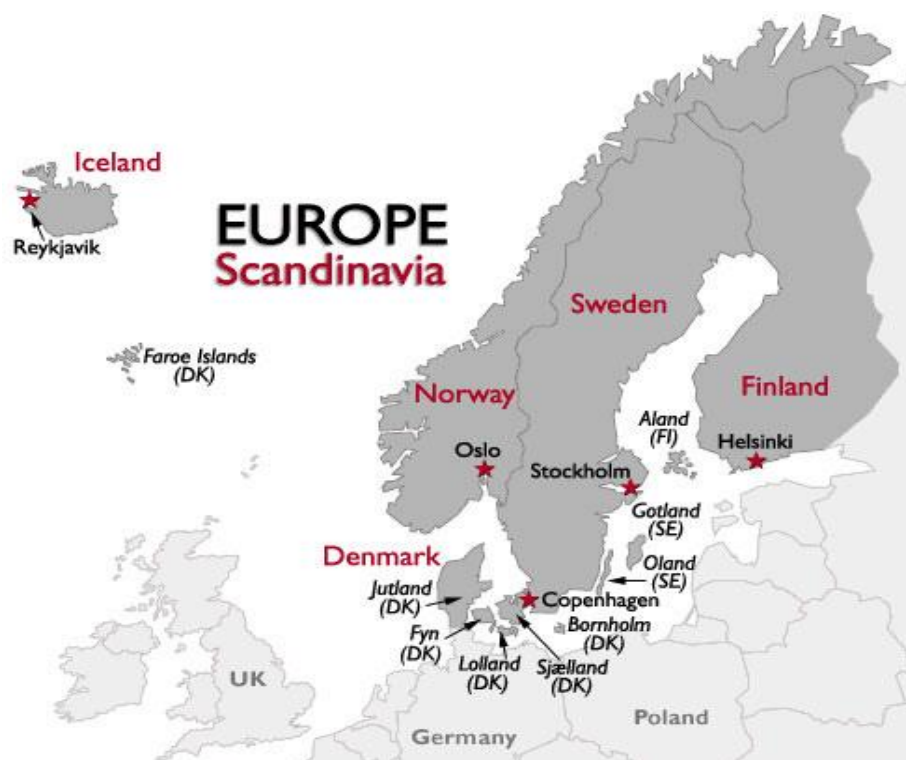 Iceland
Reykjavik
EUROPE
Scandinavia
Faroe Islands
(DK)
Sweden
Norway
Finland
Aland
(FI)
Oslo
Helsinki
Stockholm
Gotland
(SE)
Denmark
Oland
(SE)
Jutland
(DK)
Copenhagen
Fyn
(DK)
Bornholm
(DK)
Lolland
(DK)
Sjælland
(DK)
UK
Germany
Poland